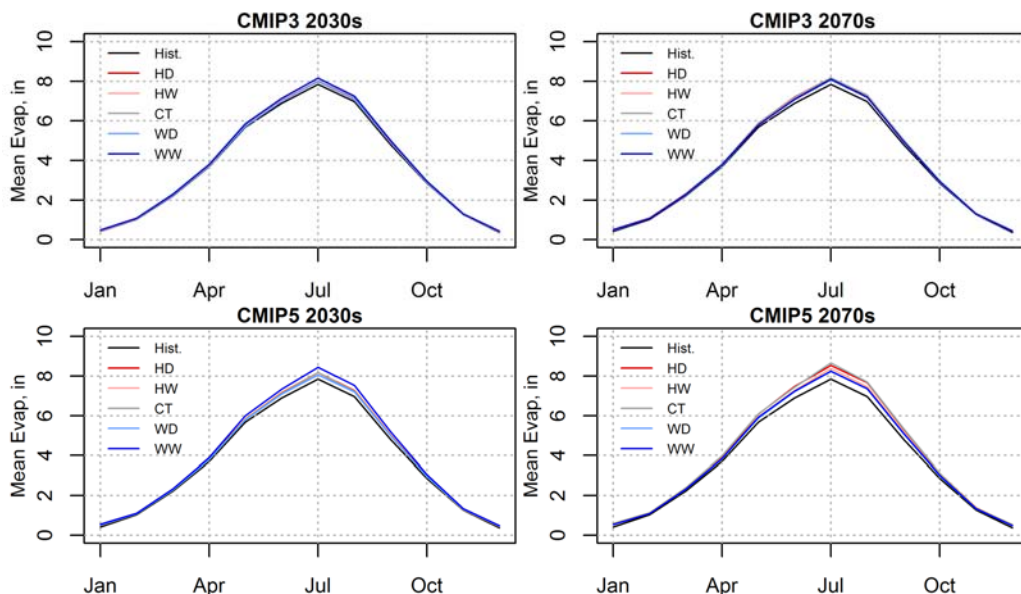 CMIP3 2030s
Mean Evap, in
10
8
6
4
2
0
Hist.
HD
HW
CT
WD
WW
Jan
Apr
Jul
Oct
CMIP3 2070s
Mean Evap, in
10
8
6
4
2
0
Hist.
HD
HW
CT
WD
WW
Jan
Apr
Jul
Oct
CMIP5 2030s
Mean Evap, in
10
8
6
4
2
0
Hist.
HD
HW
CT
WD
WW
Jan
Apr
Jul
Oct
CMIP5 2070s
Mean Evap, in
10
8
6
4
2
0
Hist.
HD
HW
CT
WD
WW
Jan
Apr
Jul
Oct